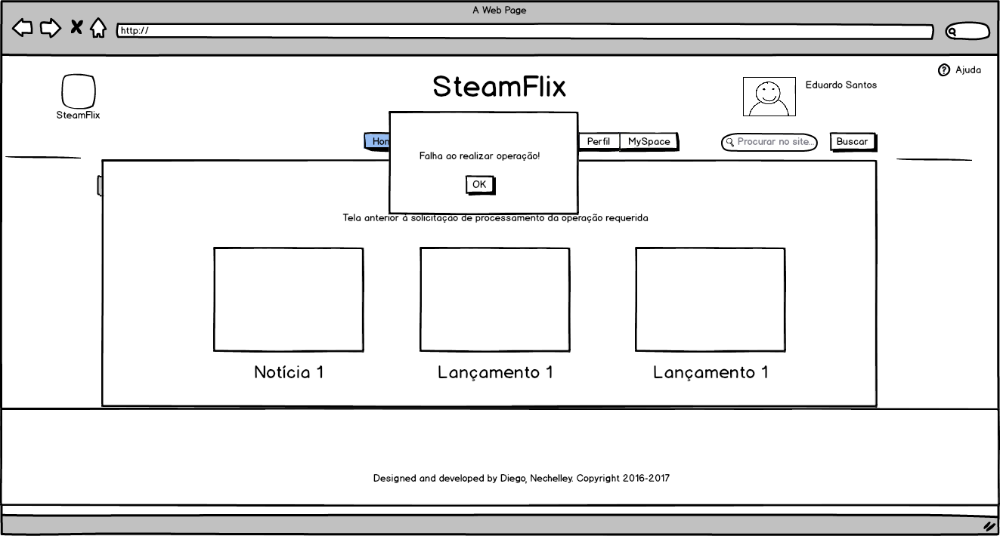 A Web Page
http://
Ajuda
SteamFlix
Eduardo Santos
SteamFlix
Perfil
MySpace
Procurar no site...
Buscar
Falha ao realizar operação!
OK
Tela anterior à solicitação de processamento da operação requerida
Notícia 1
Lançamento 1
Lançamento 1
Designed and developed by Diego, Nechelley. Copyright 2016-2017